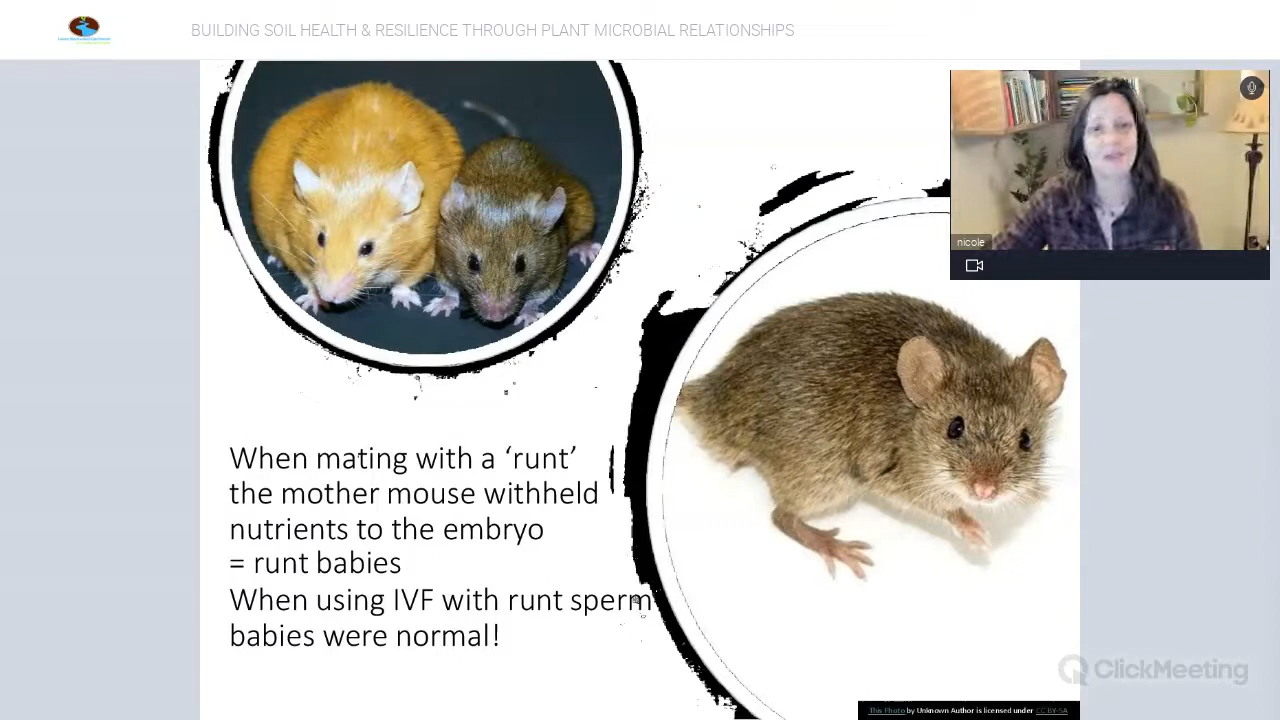 BUILDING SOIL HEALTH & RESILIENCE THROUGH PLANT MICROBIAL RELATIONSHIPS
nicole
When mating with a ‘runt’
the mother mouse withheld
nutrients to the embryo
= runt babies
When using IVF with runt sperm
babies were normal!
ClickMeeting
This Photo by Unknown Author is licensed under CC BY-SA